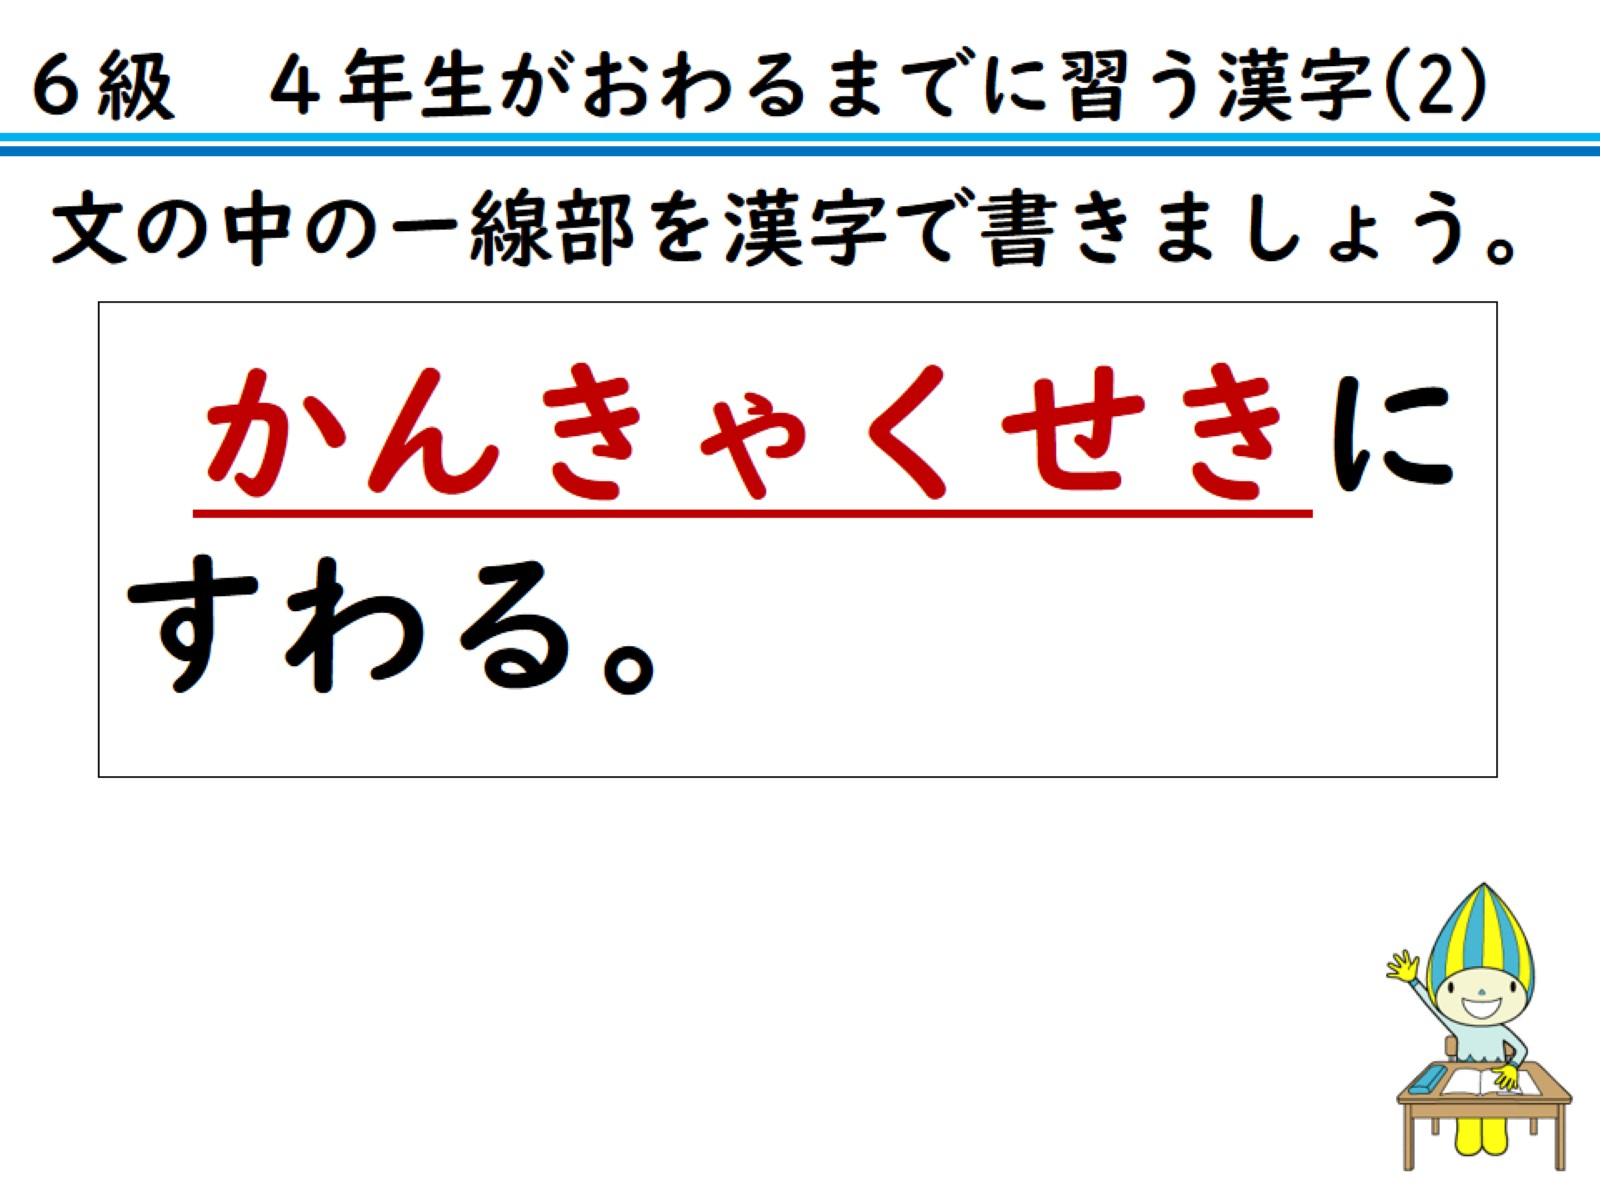 ６級　４年生がおわるまでに習う漢字(2)
文の中の―線部を漢字で書きましょう。
かんきゃくせきに
すわる。